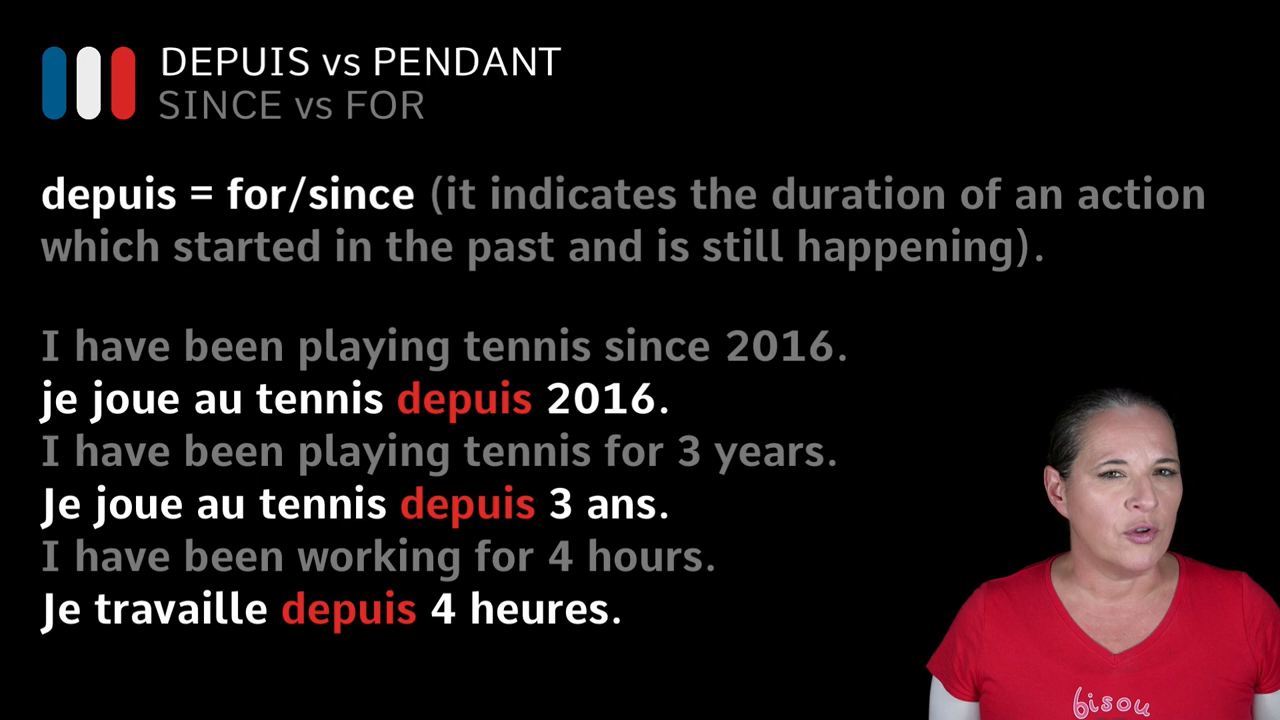 DEPUIS vs PENDANT
SINCE vs FOR
depuis = for/since (it indicates the duration of an action
which started in the past and is still happening).
I have been playing tennis since 2016.
je joue au tennis depuis 2016.
I have been playing tennis for 3 years.
Je joue au tennis depuis 3 ans.
I have been working for 4 hours.
Je travaille depuis 4 heures.
bisou